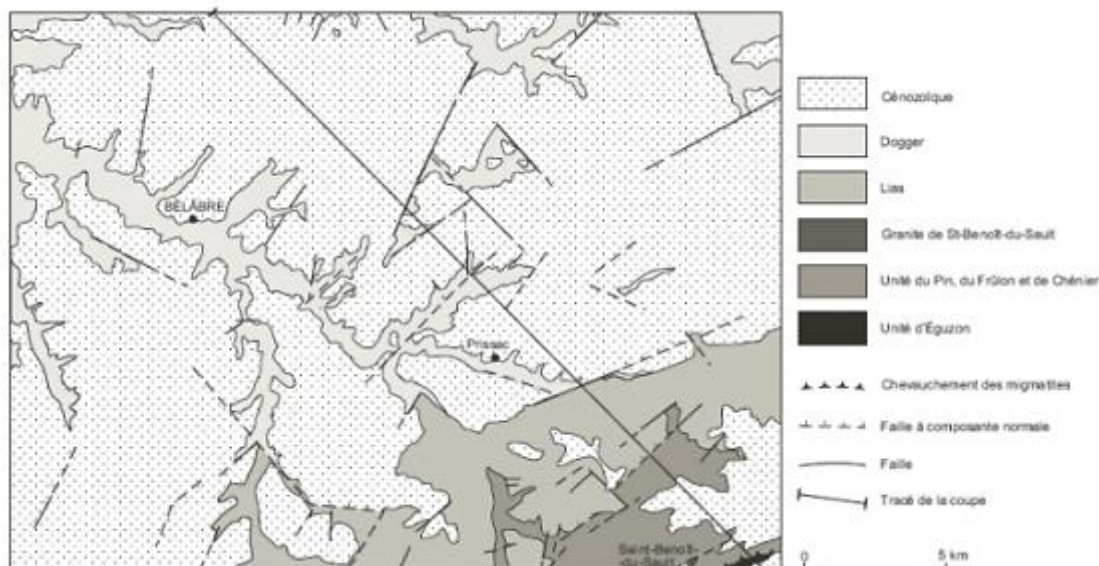 BÉLÂBRE
Prissac
Saint-Benoît-
du-Sault
Cénozoïque
Dogger
Lias
Granite de St-Benoît-du-Sault
Unité du Pin, du Frûlon et de Chénier
Unité d'Éguzon
Chevauchement des migmatites
Faille à composante normale
Faille
Tracé de la coupe
0 5 km